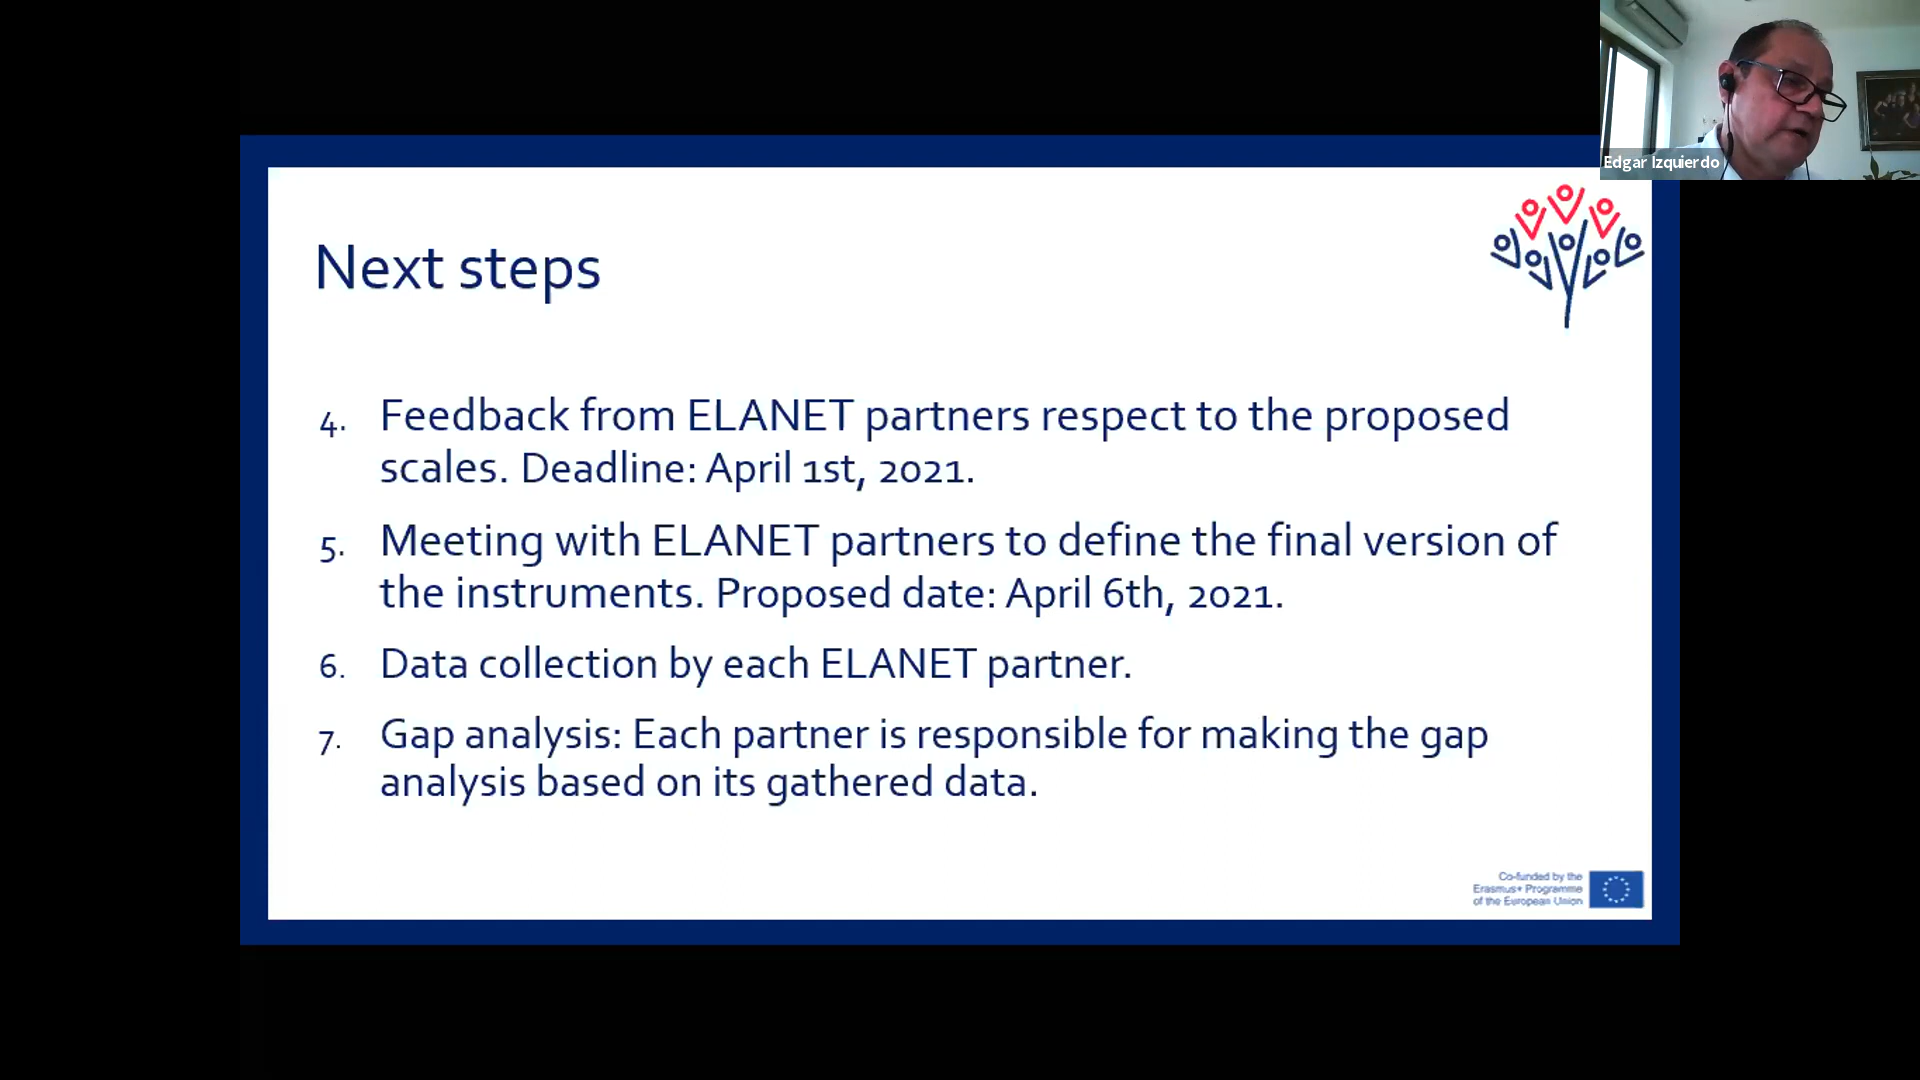 Edgar Izquierdo
Next steps
4. Feedback from ELANET partners respect to the proposed
scales. Deadline: April 1st, 2021.
5. Meeting with ELANET partners to define the final version of
the instruments. Proposed date: April 6th, 2021.
6. Data collection by each ELANET partner.
7. Gap analysis: Each partner is responsible for making the gap
analysis based on its gathered data.
Co-funded by the
Erasmus+ Programme
of the European Union